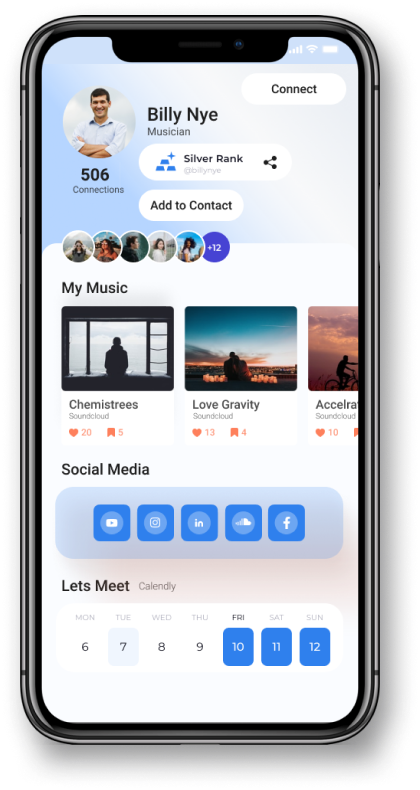 Connect
Billy Nye
Musician
Silver Rank
@billynye
506
Connections
Add to Contact
+12
My Music
Chemistrees
Soundcloud
20 5
Love Gravity
Soundcloud
13 4
Accelrat
Soundcloud
10
Social Media
in
f
Lets Meet Calendly
MON TUE WED THU FRI SAT SUN
6 7 8 9 10 11 12